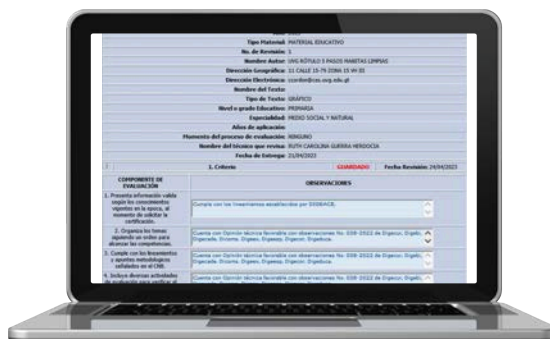 Tipo Material: MATERIAL EDUCATIVO
No. de Revisión: 1
Nombre Autor: UVG RÓTULO 5 PASOS MANITAS LIMPIAS
Dirección Geográfica: 11 CALLE 15-79 ZONA 15 VH III
Dirección Electrónica: ccordon@ces.uvg.edu.gt
Nombre del Texto:
Tipo de Texto: GRÁFICO
Nivel o grado Educativo: PRIMARIA
Especialidad: MEDIO SOCIAL Y NATURAL
Años de aplicación:
Momento del proceso de evaluación: NINGUNO
Nombre del técnico que revisa: RUTH CAROLINA GUERRA MENDOCIA
Fecha de Entrega: 21/04/2023
1. Criterio GUARDADO Fecha Revisión: 24/04/2023
COMPONENTE DE EVALUACIÓN
OBSERVACIONES
1. Presenta información valida
según los conocimientos
vigentes en la época, al
momento de solicitar la
certificación.
Cumple con los lineamientos establecidos por DIGEACE.
2. Organiza los temas
siguiendo un orden para
alcanzar las competencias.
Cuenta con Opinión técnica favorable con observaciones No. 038-2022 de Digecur, Digebi,
Digecade, Dicoms, Digeex, Digeesp, Digecor, Digeduca.
3. Cumple con los lineamientos
y apuntes metodológicos
señalados en el CNB.
Cuenta con Opinión técnica favorable con observaciones No. 038-2022 de Digecur, Digebi,
Digecade, Dicoms, Digeex, Digeesp, Digecor, Digeduca.
4. Incluye diversas actividades
de evaluación para verificar el
Cuenta con Opinión técnica favorable con observaciones No. 038-2022 de Digecur, Digebi,